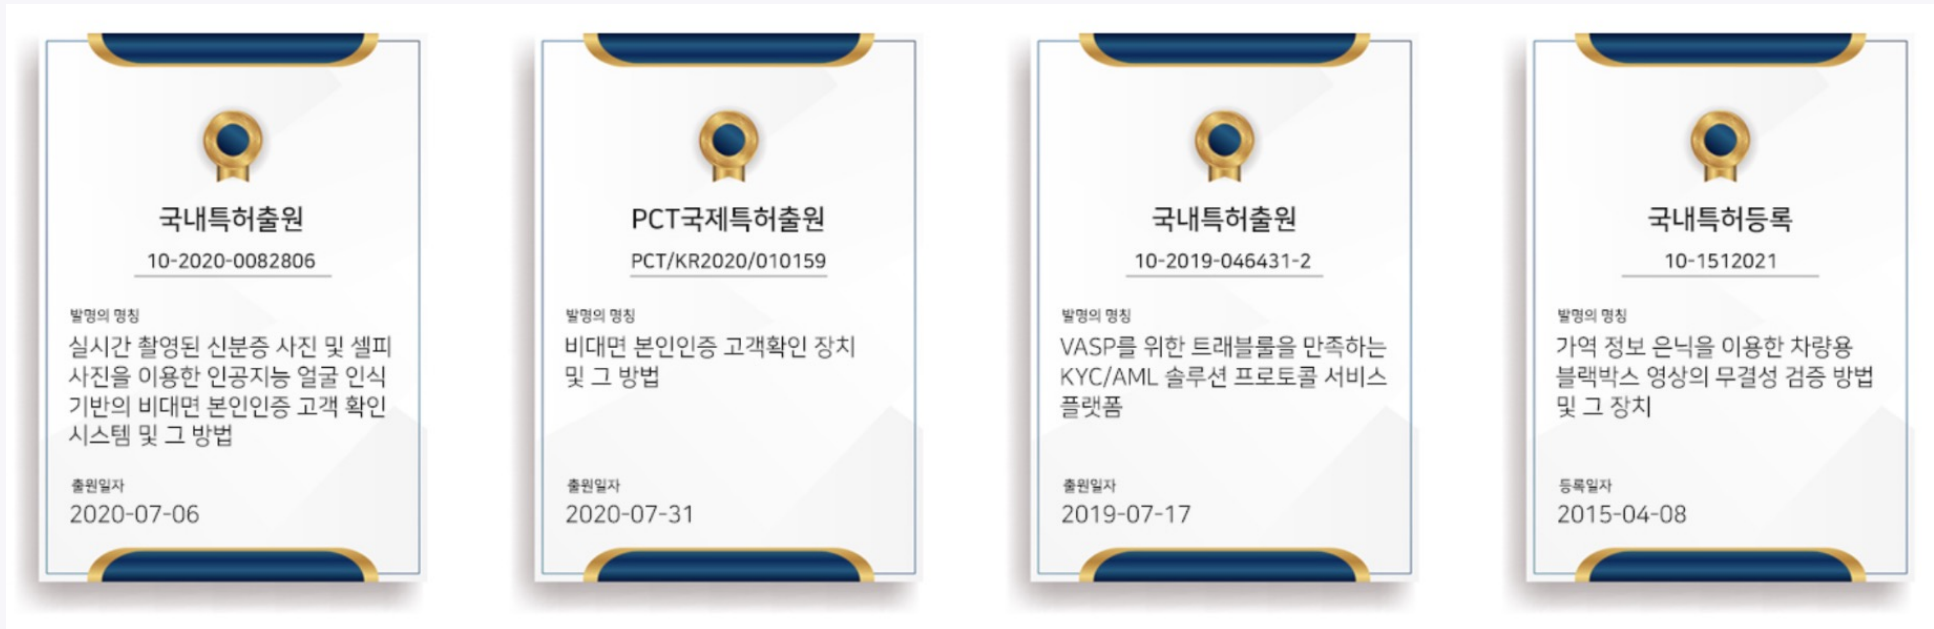 국내특허출원
10-2020-0082806
발명의 명칭
실시간 촬영된 신분증 사진 및 셀피
사진을 이용한 인공지능 얼굴 인식
기반의 비대면 본인인증 고객 확인
시스템 및 그 방법
출원일자
2020-07-06
PCT국제특허출원
PCT/KR2020/010159
발명의 명칭
비대면 본인인증 고객확인 장치
및 그 방법
출원일자
2020-07-31
국내특허출원
10-2019-046431-2
발명의 명칭
VASP를 위한 트래블룰을 만족하는
KYC/AML 솔루션 프로토콜 서비스
플랫폼
출원일자
2019-07-17
국내특허등록
10-1512021
발명의 명칭
가역 정보 은닉을 이용한 차량용
블랙박스 영상의 무결성 검증 방법
및 그 장치
등록일자
2015-04-08